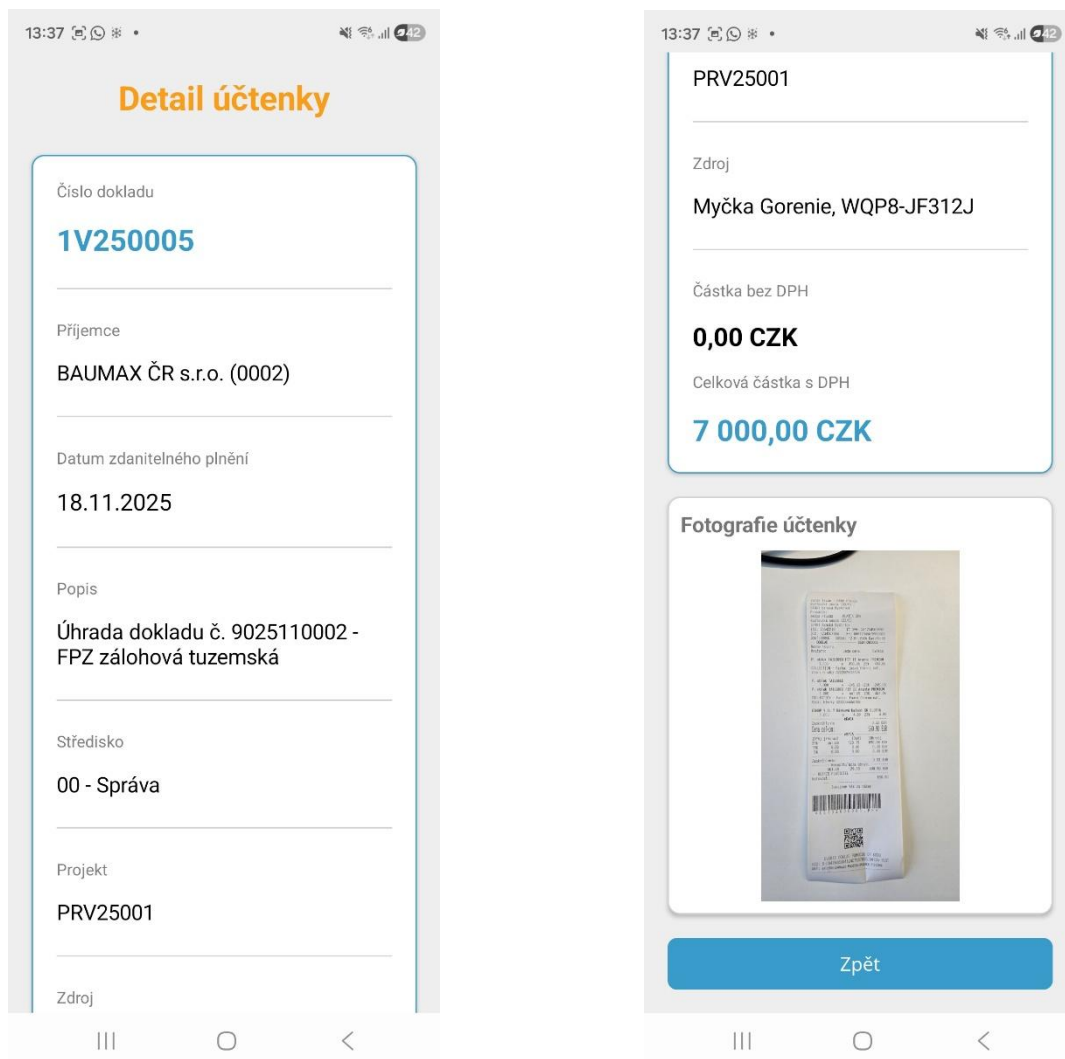 13:37
42
Detail účtenky
Číslo dokladu
1V250005
Příjemce
BAUMAX ČR s.r.o. (0002)
Datum zdanitelného plnění
18.11.2025
Popis
Úhrada dokladu č. 9025110002 -
FPZ zálohová tuzemská
Středisko
00 - Správa
Projekt
PRV25001
Zdroj
13:37
42
PRV25001
Zdroj
Myčka Gorenie, WQP8-JF312J
Částka bez DPH
0,00 CZK
Celková částka s DPH
7 000,00 CZK
Fotografie účtenky
Zpět